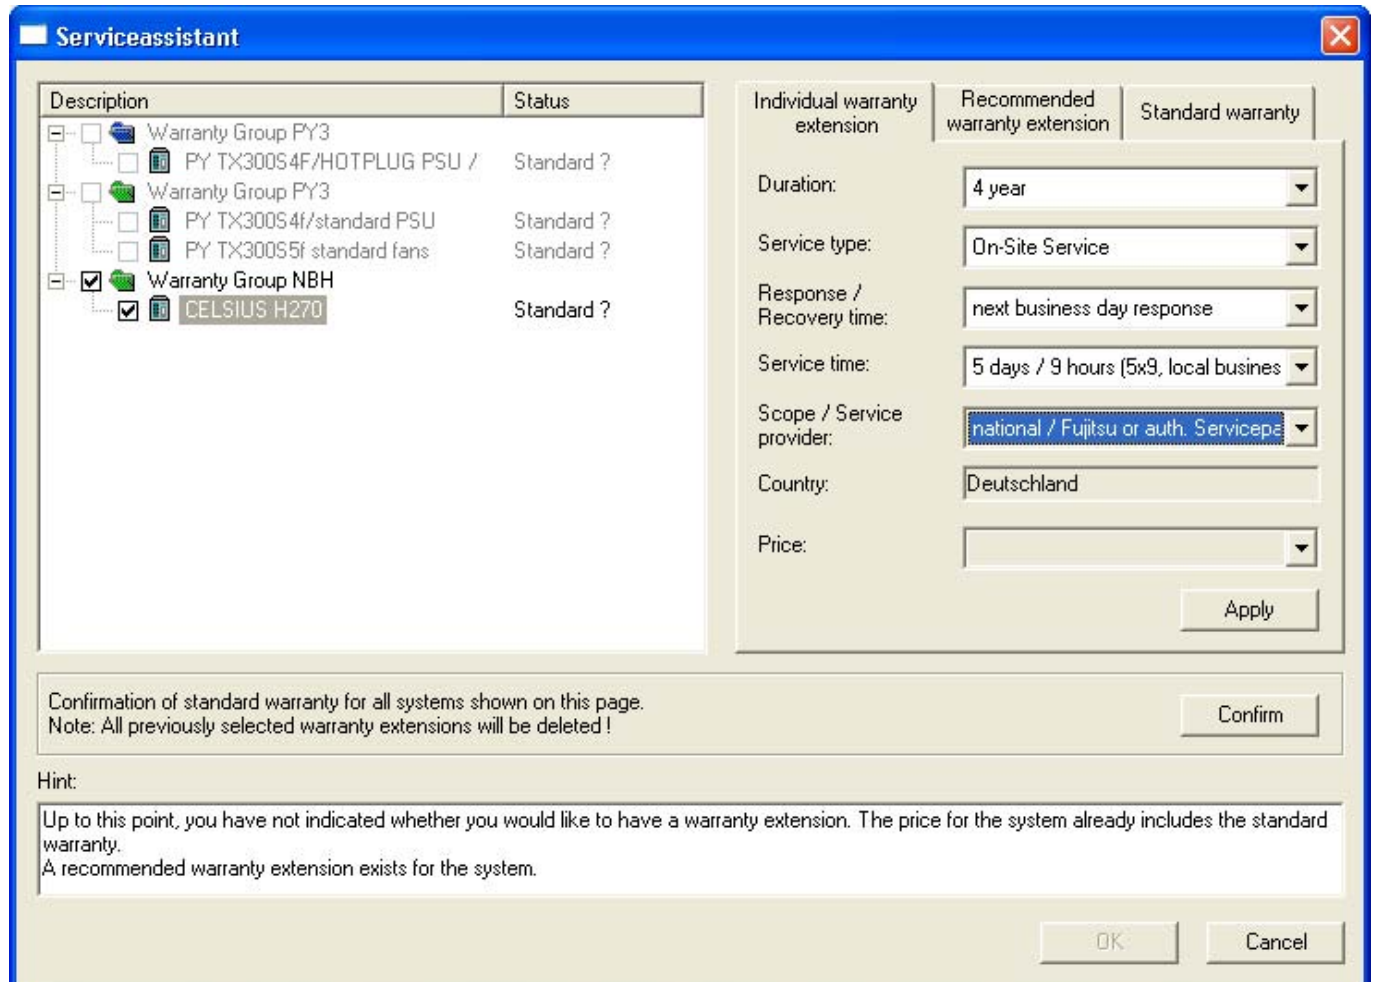 Serviceassistant
Description Status
Warranty Group PY3
PY TX300S4F/HOTPLUG PSU / Standard ?
Warranty Group PY3
PY TX300S4f/standard PSU Standard ?
PY TX300S5f standard fans Standard ?
Warranty Group NBH
CELSIUS H270 Standard ?
Individual warranty
extension
Recommended
warranty extension
Standard warranty
Duration: 4 year
Service type: On-Site Service
Response /
Recovery time: next business day response
Service time: 5 days / 9 hours (5x9, local busines
Scope / Service
provider: national / Fujitsu or auth. Servicepa
Country: Deutschland
Price:
Apply
Confirmation of standard warranty for all systems shown on this page.
Note: All previously selected warranty extensions will be deleted !
Confirm
Hint:
Up to this point, you have not indicated whether you would like to have a warranty extension. The price for the system already includes the standard
warranty.
A recommended warranty extension exists for the system.
OK Cancel